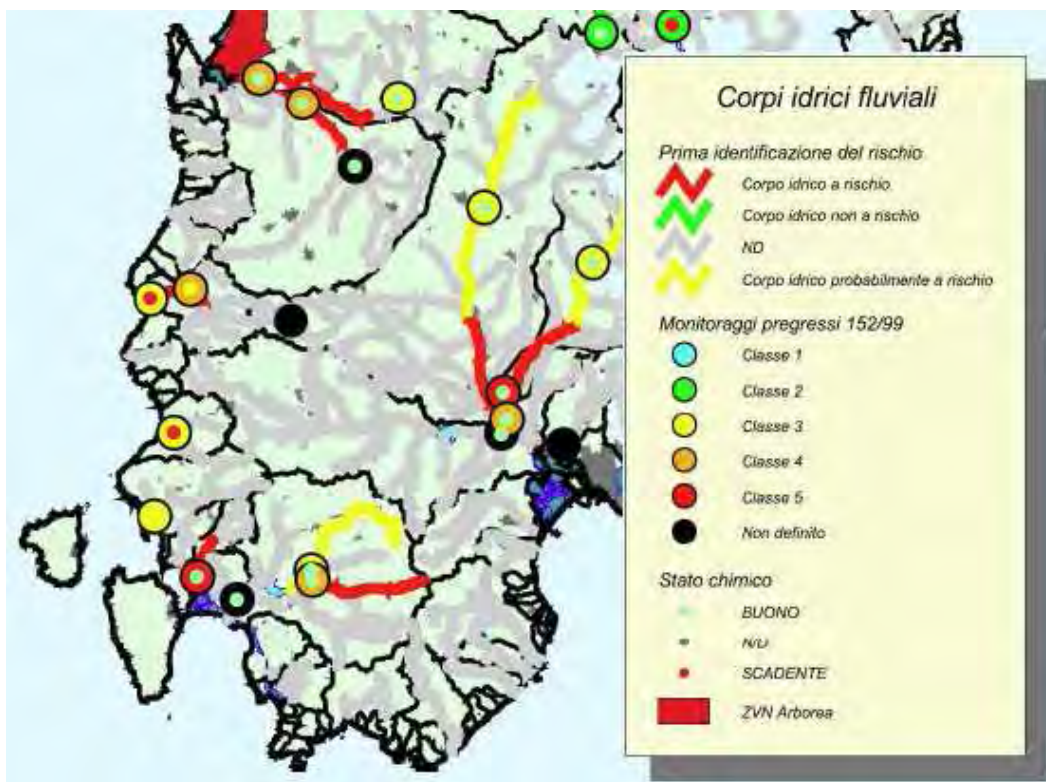 Corpi idrici fluviali
Prima identificazione del rischio
Corpo idrico a rischio
Corpo idrico non a rischio
ND
Corpo idrico probabilmente a rischio
Monitoraggi pregressi 152/99
Classe 1
Classe 2
Classe 3
Classe 4
Classe 5
Non definito
Stato chimico
BUONO
SCADENTE
ZVN Arborea